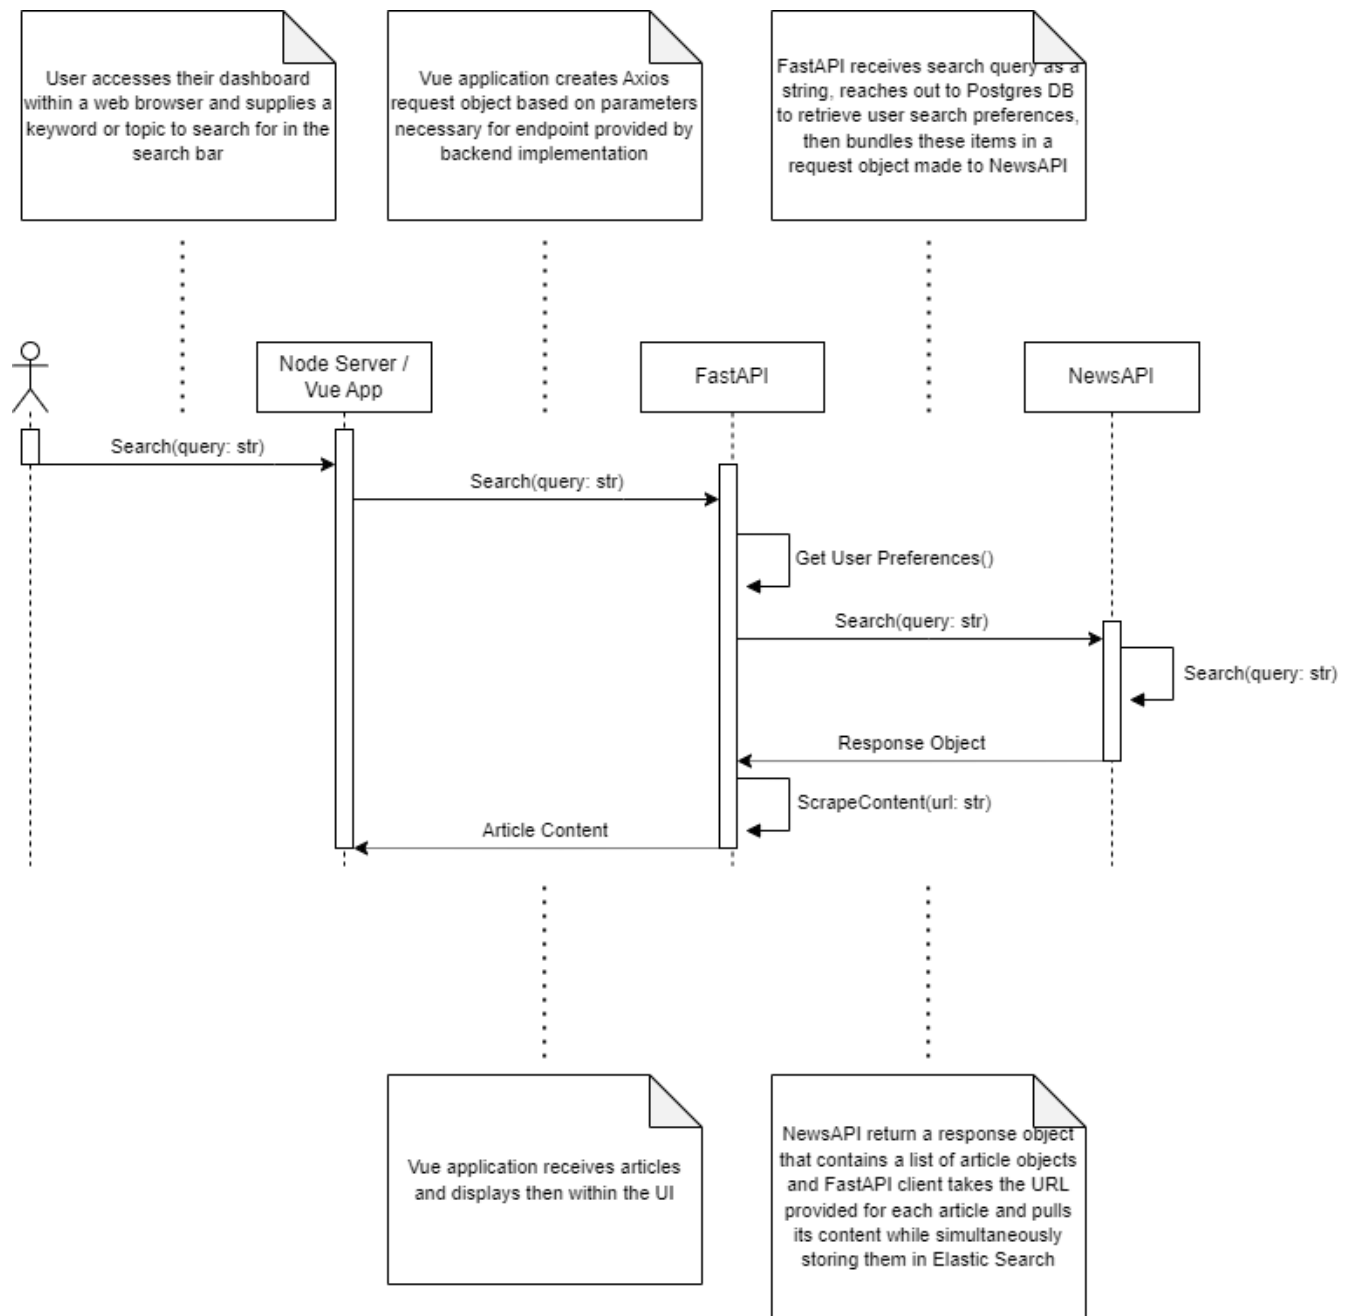 User accesses their dashboard
within a web browser and supplies a
keyword or topic to search for in the
search bar
Vue application creates Axios
request object based on parameters
necessary for endpoint provided by
backend implementation
FastAPI receives search query as a
string, reaches out to Postgres DB
to retrieve user search preferences,
then bundles these items in a
request object made to NewsAPI
Node Server /
Vue App
FastAPI
NewsAPI
Search(query: str)
Search(query: str)
Get User Preferences()
Search(query: str)
Search(query: str)
Response Object
ScrapeContent(url: str)
Article Content
Vue application receives articles
and displays then within the UI
NewsAPI return a response object
that contains a list of article objects
and FastAPI client takes the URL
provided for each article and pulls
its content while simultaneously
storing them in Elastic Search